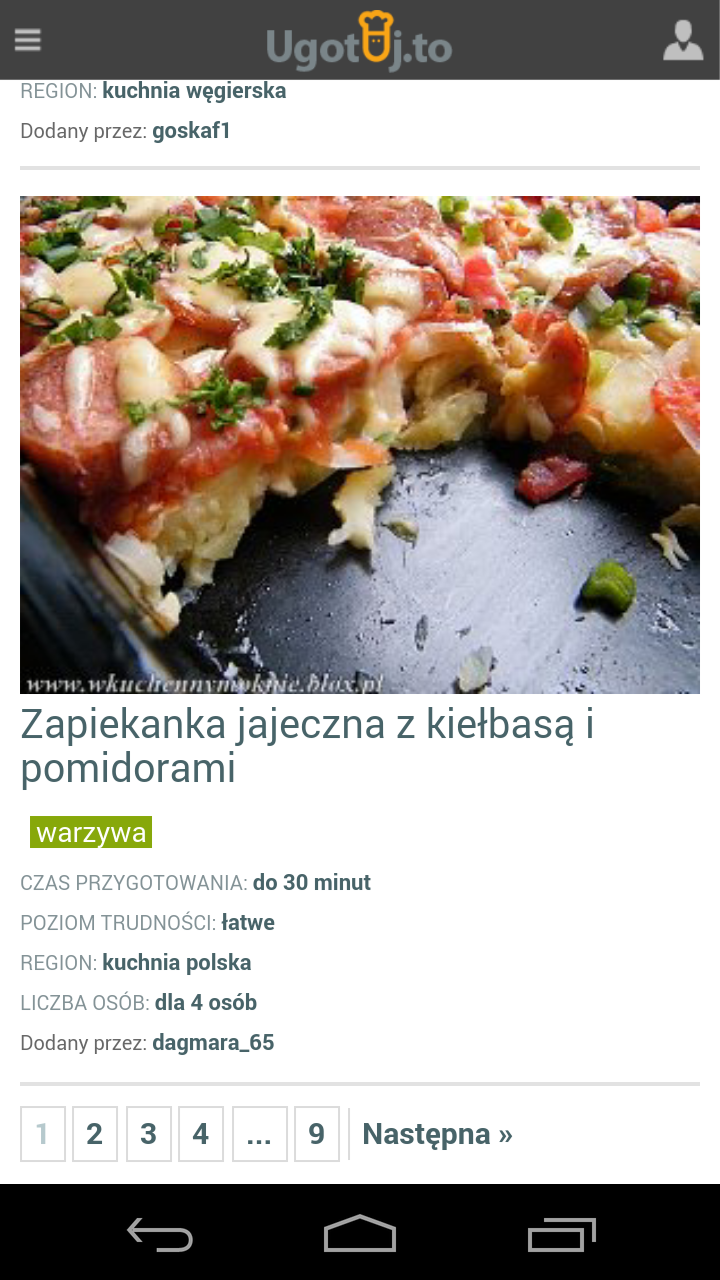 UgotUj.to
REGION: kuchnia węgierska
Dodany przez: goskaf1
www.wkuchennymoknie.blox.pl
Zapiekanka jajeczna z kiełbasą i
pomidorami
warzywa
CZAS PRZYGOTOWANIA: do 30 minut
POZIOM TRUDNOŚCI: łatwe
REGION: kuchnia polska
LICZBA OSÓB: dla 4 osób
Dodany przez: dagmara_65
1 2 3 4 ... 9 Następna »